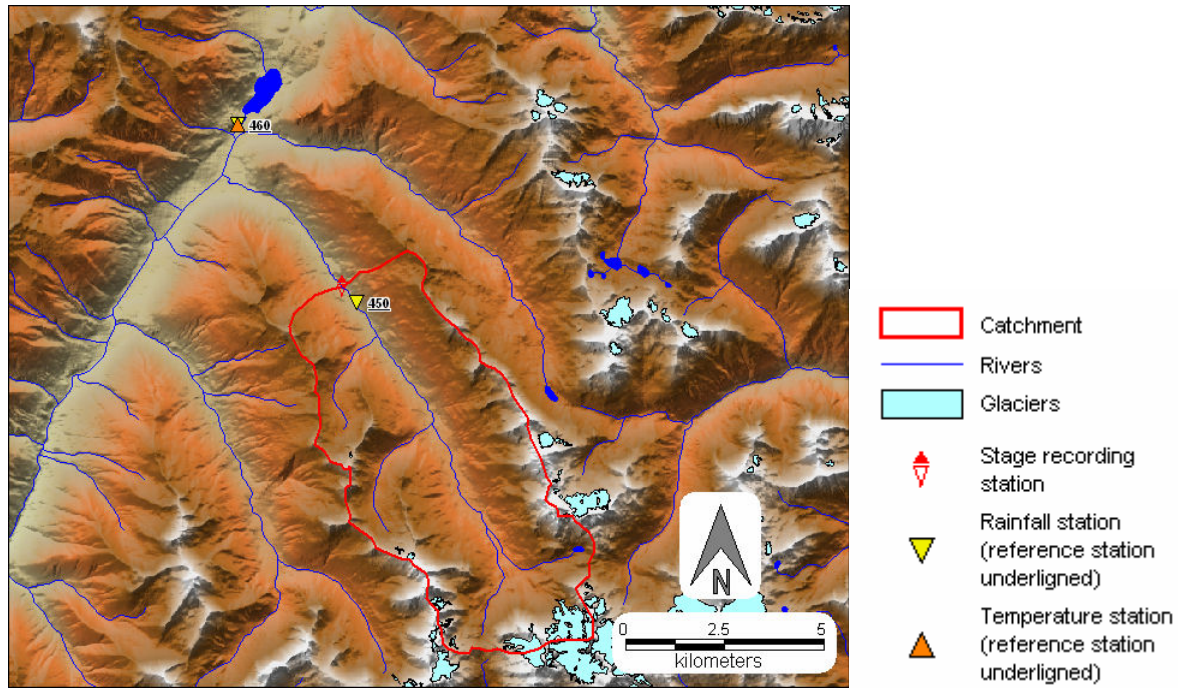 460
450
N
0 2.5 5
kilometers
Catchment
Rivers
Glaciers
Stage recording
station
Rainfall station
(reference station
underligned)
Temperature station
(reference station
underligned)